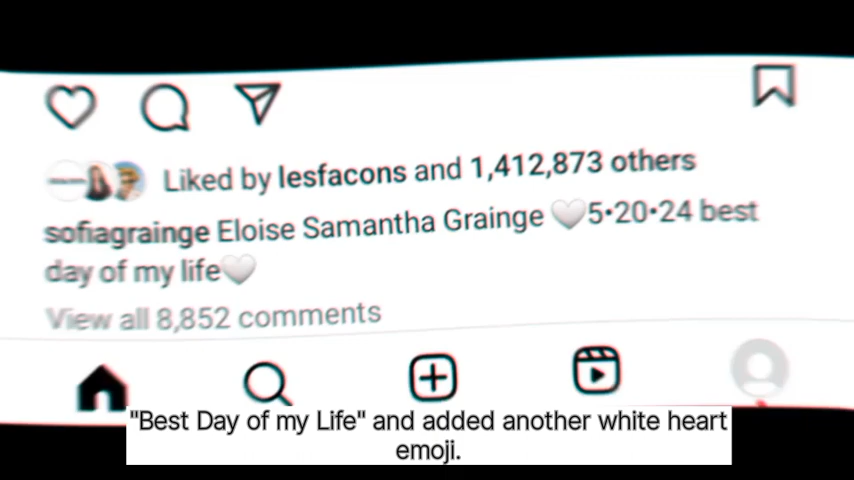 Liked by lesfacons and 1,412,873 others
sofiagrainge Eloise Samantha Grainge 🤍5•20•24 best
day of my life🤍
View all 8,852 comments
"Best Day of my Life" and added another white heart
emoji.